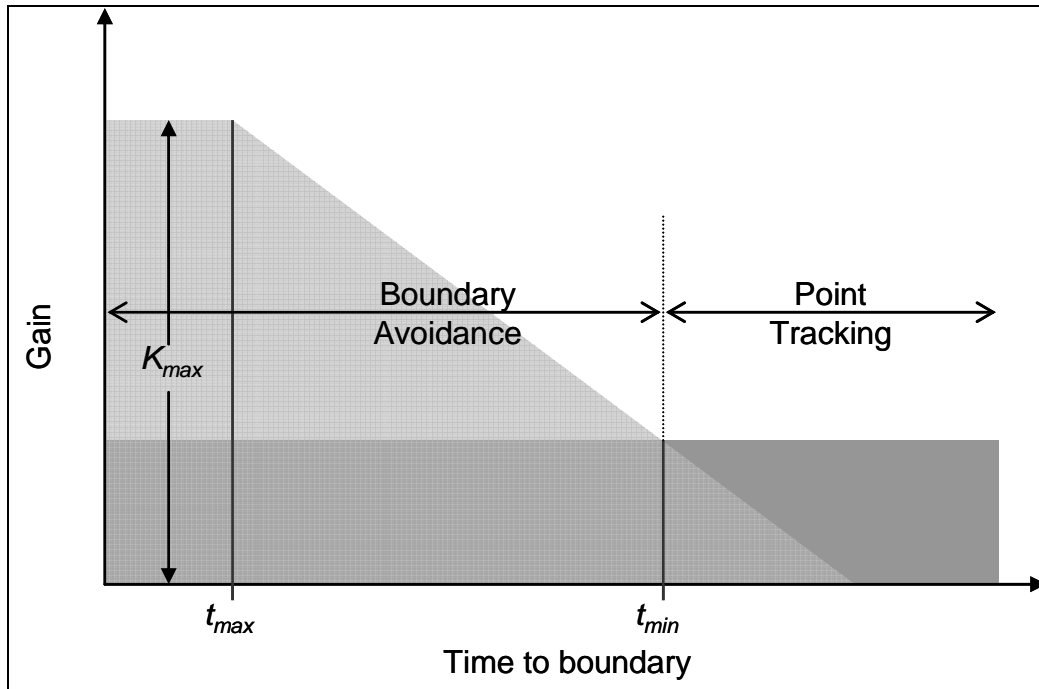 Boundary
Avoidance
Point
Tracking
Gain
K_max
t_max
t_min
Time to boundary